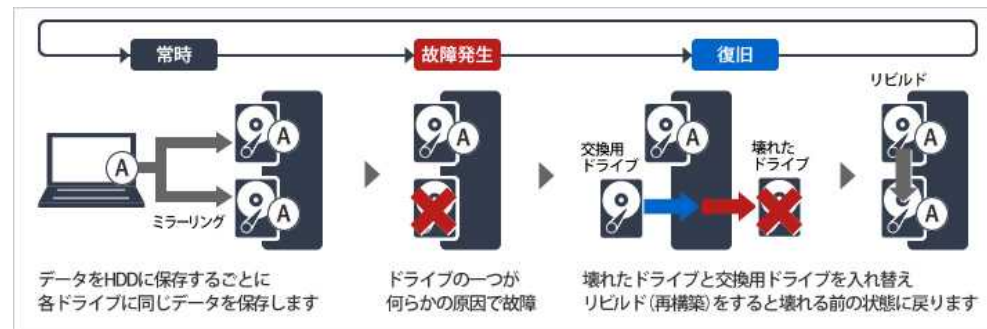 常時
故障発生
復旧
リビルド
A
A
A
ミラーリング
A
A
交換用
ドライブ
壊れた
ドライブ
A
A
データをHDDに保存するごとに
各ドライブに同じデータを保存します
ドライブの一つが
何らかの原因で故障
壊れたドライブと交換用ドライブを入れ替え
リビルド(再構築)をすると壊れる前の状態に戻ります